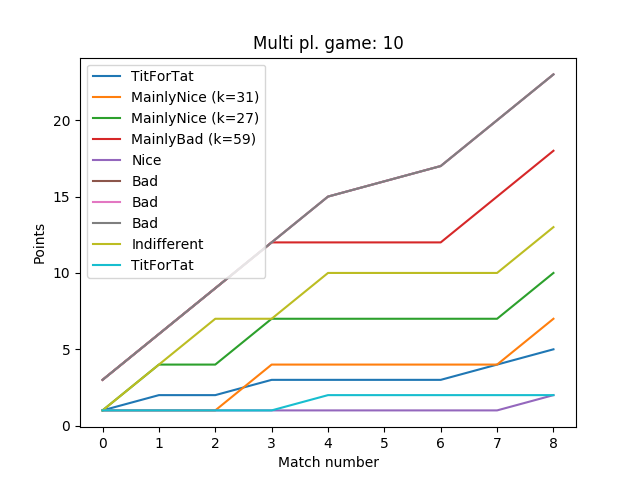 Multi pl. game: 10
TitForTat
MainlyNice (k=31)
MainlyNice (k=27)
MainlyBad (k=59)
Nice
Bad
Bad
Bad
Indifferent
TitForTat
Points
20
15
10
5
0
0 1 2 3 4 5 6 7 8
Match number